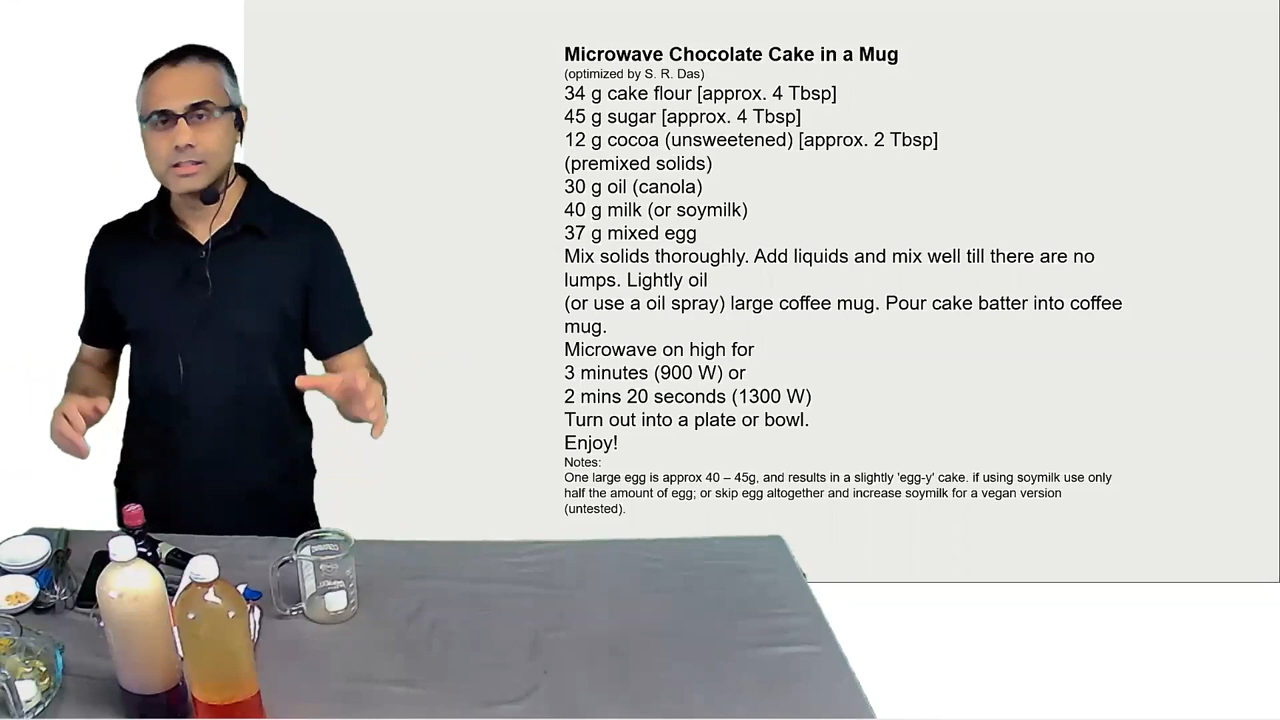 Microwave Chocolate Cake in a Mug
(optimized by S. R. Das)
34 g cake flour [approx. 4 Tbsp]
45 g sugar [approx. 4 Tbsp]
12 g cocoa (unsweetened) [approx. 2 Tbsp]
(premixed solids)
30 g oil (canola)
40 g milk (or soymilk)
37 g mixed egg
Mix solids thoroughly. Add liquids and mix well till there are no
lumps. Lightly oil
(or use a oil spray) large coffee mug. Pour cake batter into coffee
mug.
Microwave on high for
3 minutes (900 W) or
2 mins 20 seconds (1300 W)
Turn out into a plate or bowl.
Enjoy!
Notes:
One large egg is approx 40 – 45g, and results in a slightly 'egg-y' cake. if using soymilk use only
half the amount of egg; or skip egg altogether and increase soymilk for a vegan version
(untested).